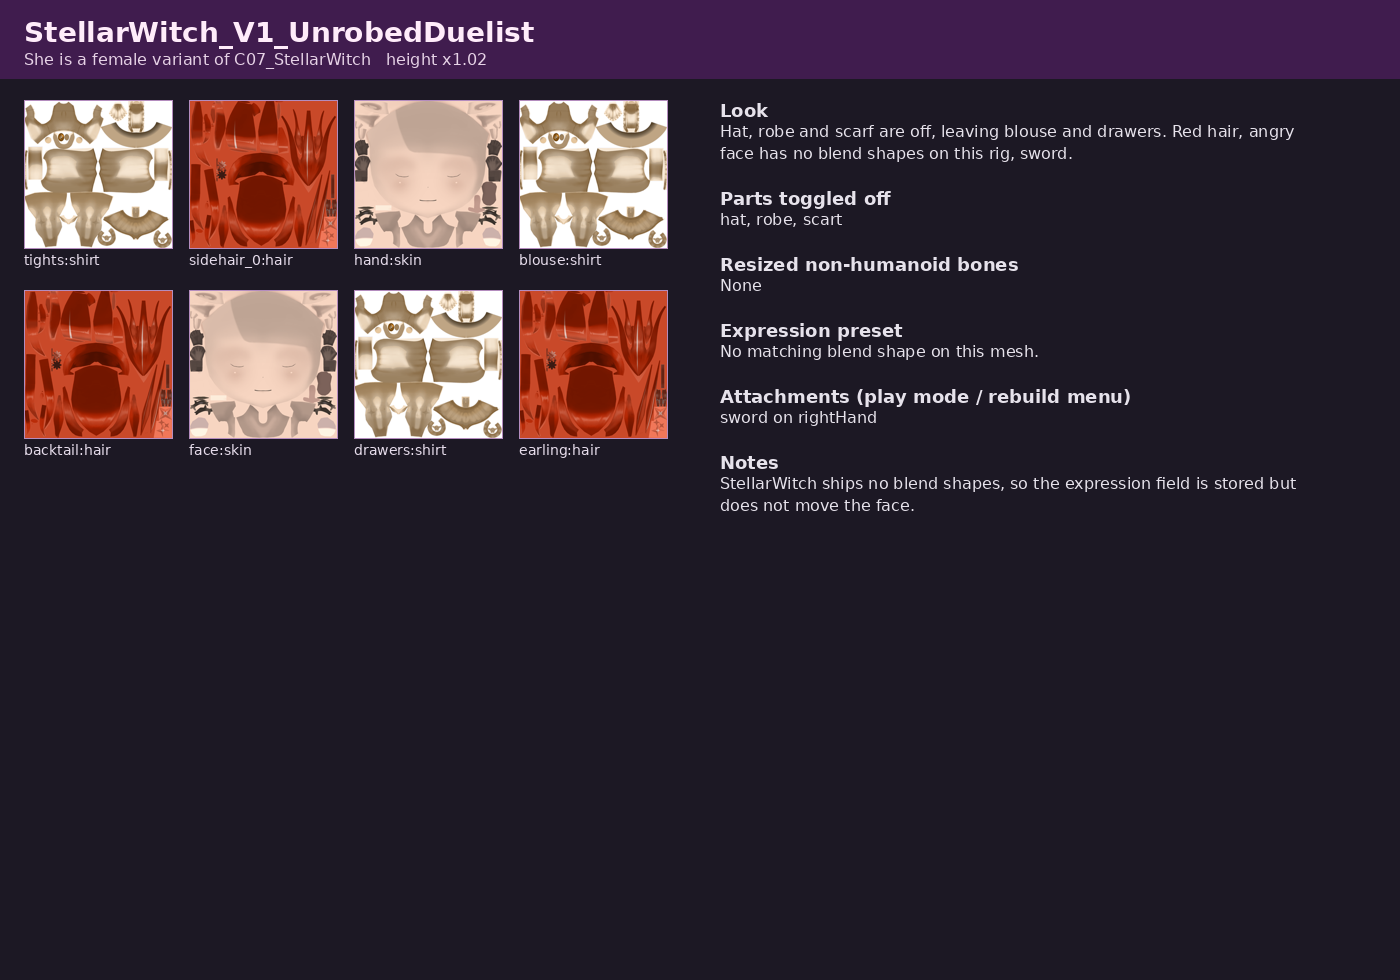 StellarWitch_V1_UnrobedDuelist
She is a female variant of C07_StellarWitch   height x1.02
tights:shirt
sidehair_0:hair
hand:skin
blouse:shirt
backtail:hair
face:skin
drawers:shirt
earling:hair
Look
Hat, robe and scarf are off, leaving blouse and drawers. Red hair, angry
face has no blend shapes on this rig, sword.
Parts toggled off
hat, robe, scart
Resized non-humanoid bones
None
Expression preset
No matching blend shape on this mesh.
Attachments (play mode / rebuild menu)
sword on rightHand
Notes
StellarWitch ships no blend shapes, so the expression field is stored but
does not move the face.